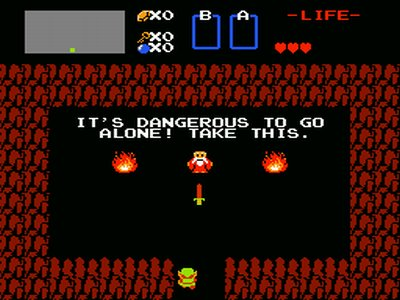 X0 B A -LIFE-
X0
X0
IT'S DANGEROUS TO GO
ALONE! TAKE THIS.